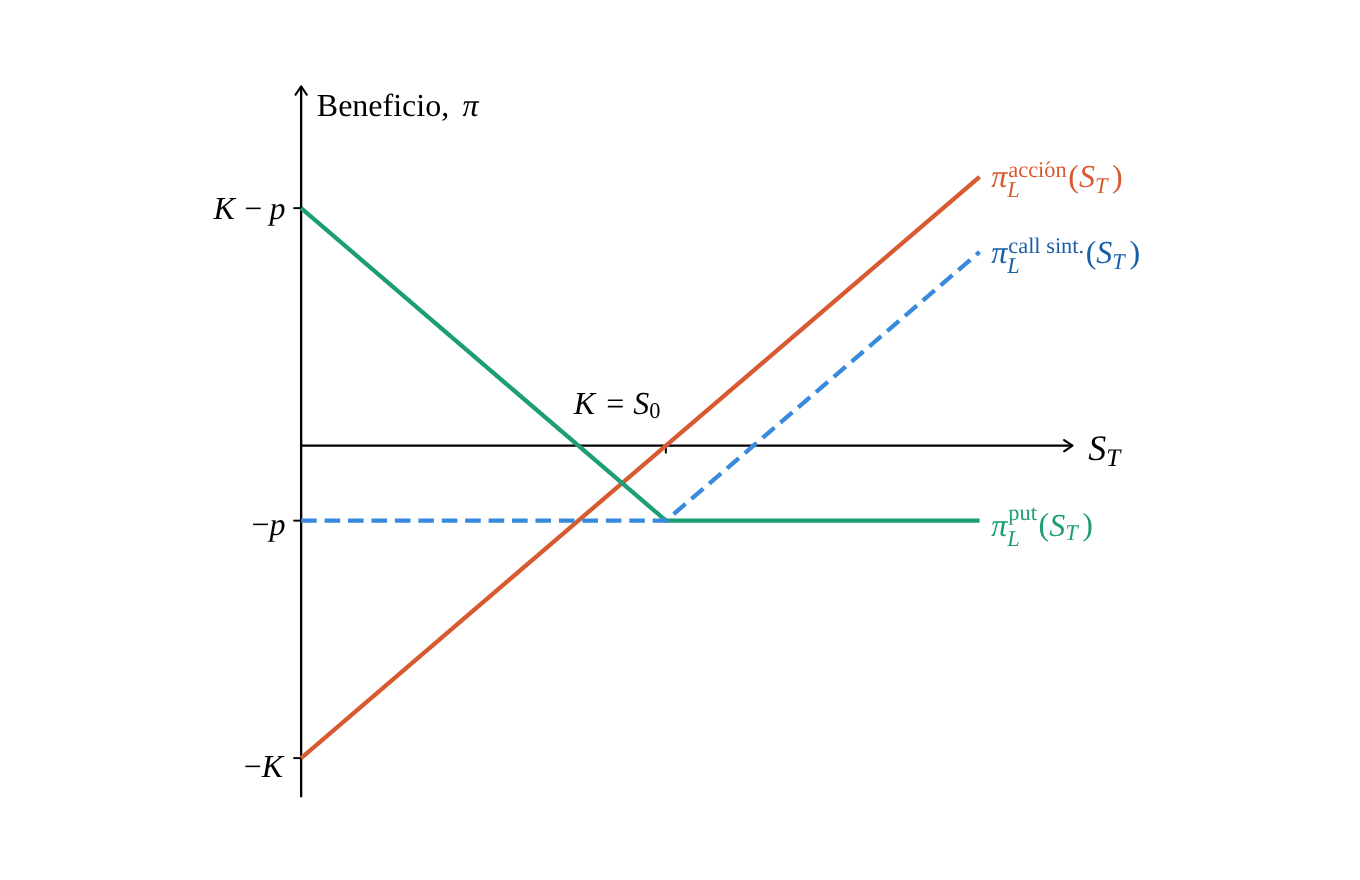 Beneficio, π
π_L^acción(S_T)
K − p
π_L^call sint.(S_T)
K = S_0
S_T
−p
π_L^put(S_T)
−K